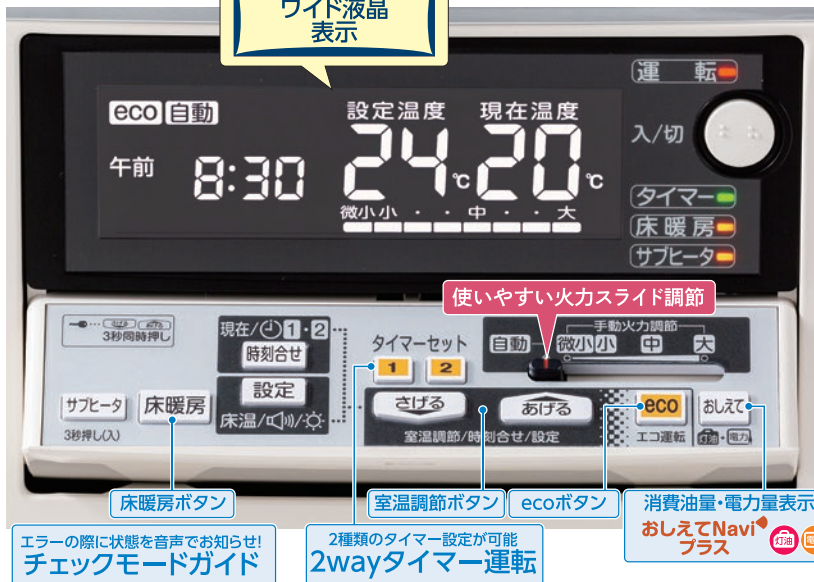 ワイド液晶
表示
運 転
eco 自動
設定温度 現在温度
午前 8:30
24℃ 20℃
微小 小 ・ ・ 中 ・ ・ 大
入/切
タイマー
床暖房
サブヒータ
使いやすい火力スライド調節
3秒同時押し
現在/1・2
時刻合せ
タイマーセット
1 2
自動
手動火力調節
微小 小 中 大
サブヒータ
3秒押し(入)
床暖房
設定
床温/
さげる
あげる
室温調節/時刻合せ/設定
eco
エコ運転
おしえて
灯油・電力
床暖房ボタン
室温調節ボタン
ecoボタン
消費油量・電力量表示
おしえてNavi
プラス
灯油
エラーの際に状態を音声でお知らせ!
チェックモードガイド
2種類のタイマー設定が可能
2wayタイマー運転